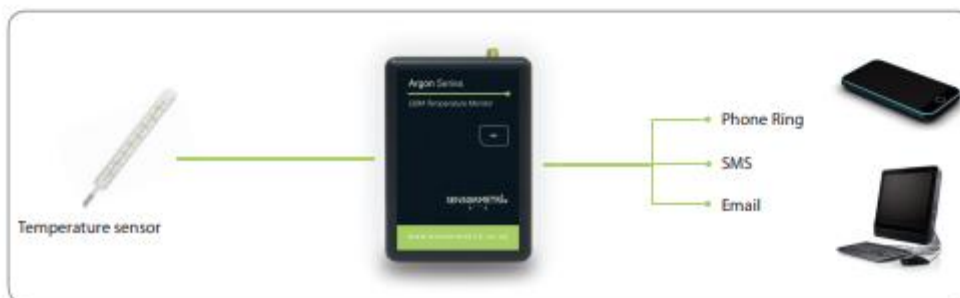 Argon Series
GSM Temperature Monitor
Phone Ring
SMS
Email
Temperature sensor